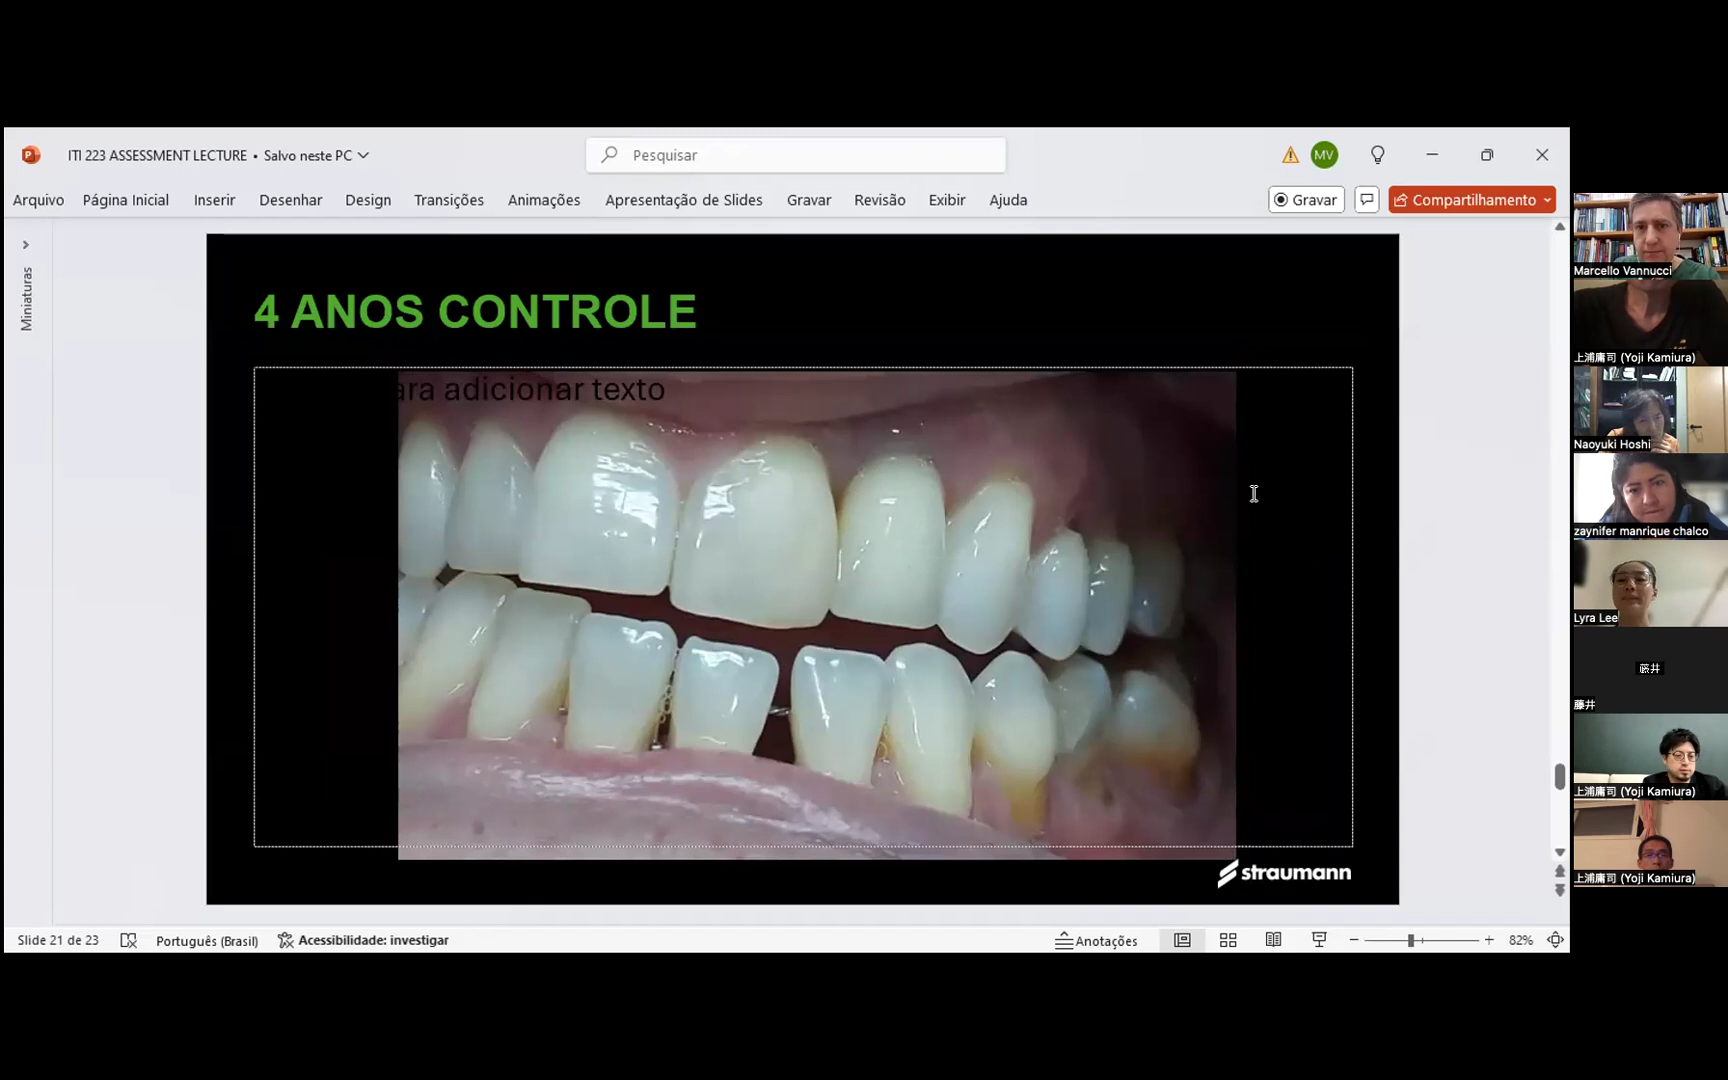 ITI 223 ASSESSMENT LECTURE • Salvo neste PC
Pesquisar
MV
Arquivo Página Inicial Inserir Desenhar Design Transições Animações Apresentação de Slides Gravar Revisão Exibir Ajuda
Gravar Compartilhamento
Miniaturas
4 ANOS CONTROLE
ara adicionar texto
straumann
Slide 21 de 23 Português (Brasil) Acessibilidade: investigar Anotações 82%
Marcello Vannucci
上浦庸司 (Yoji Kamiura)
Naoyuki Hoshi
zaynifer manrique chalco
Lyra Lee
藤井
藤井
上浦庸司 (Yoji Kamiura)
上浦庸司 (Yoji Kamiura)